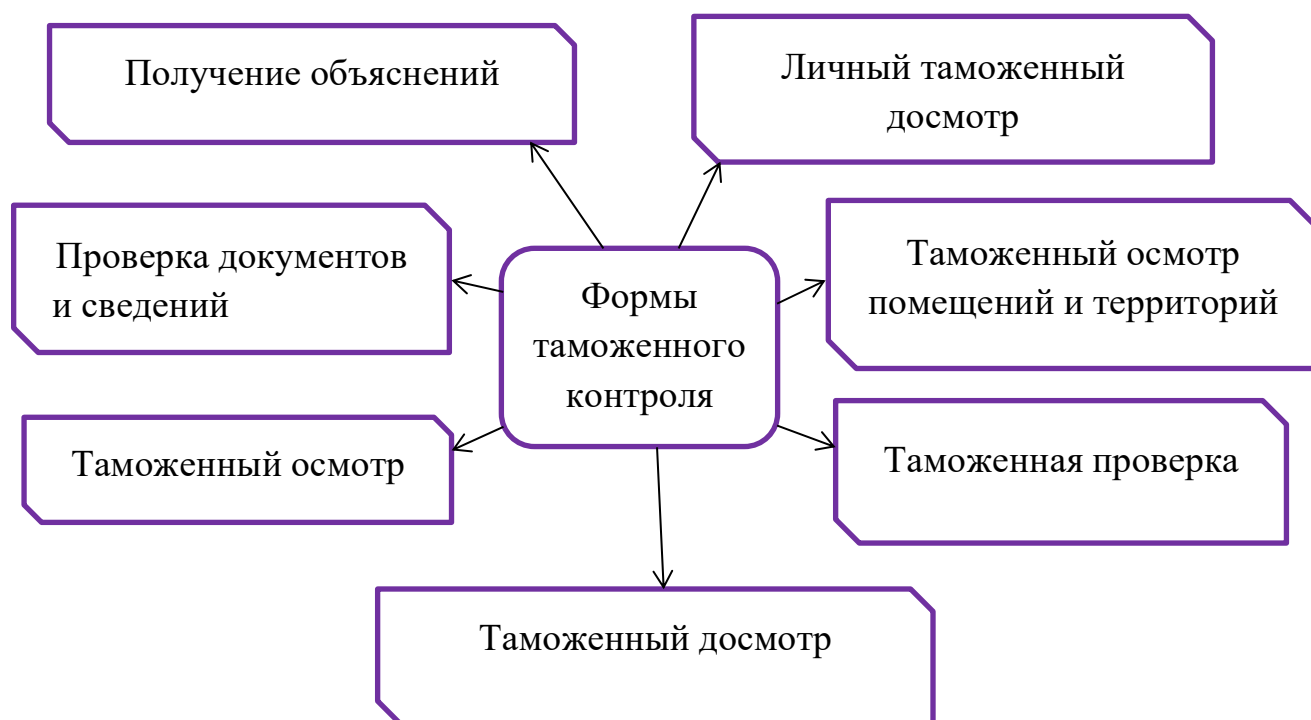 Получение объяснений
Личный таможенный
досмотр
Проверка документов
и сведений
Формы
таможенного
контроля
Таможенный осмотр
помещений и территорий
Таможенный осмотр
Таможенная проверка
Таможенный досмотр